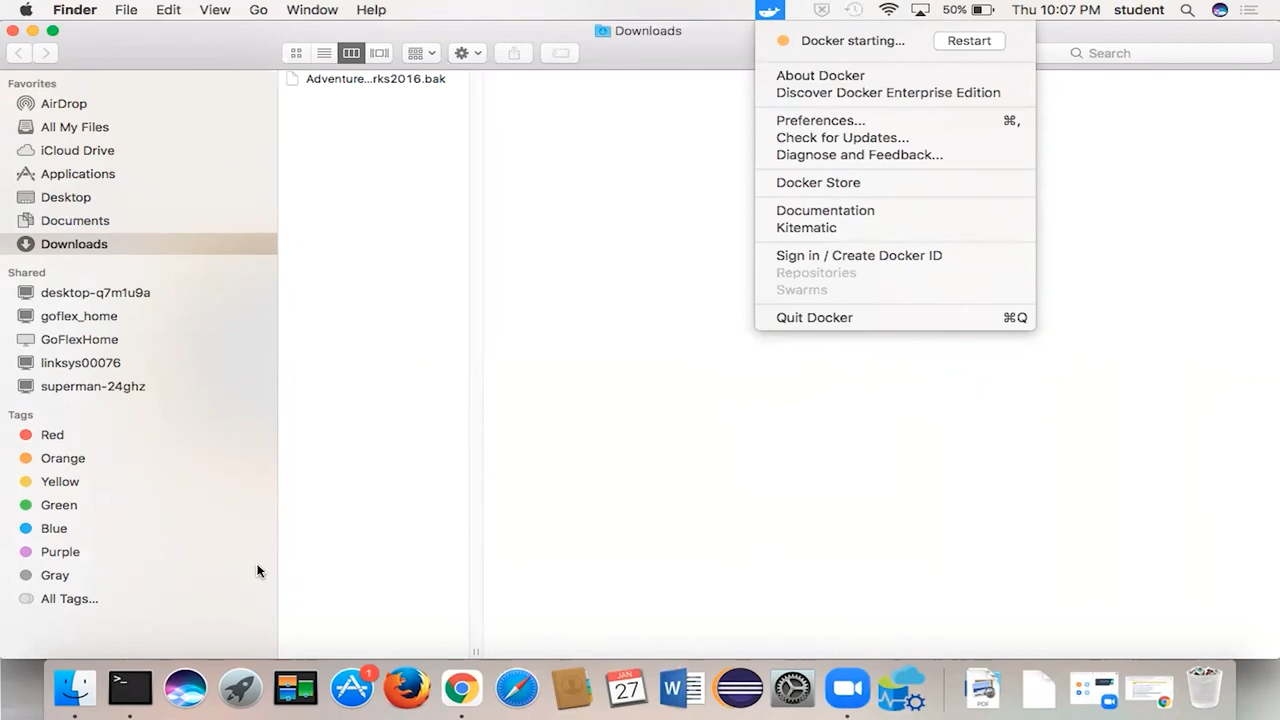 Finder File Edit View Go Window Help 50% Thu 10:07 PM student
Downloads
Search
Docker starting... Restart
About Docker
Discover Docker Enterprise Edition
Preferences... ⌘,
Check for Updates...
Diagnose and Feedback...
Docker Store
Documentation
Kitematic
Sign in / Create Docker ID
Repositories
Swarms
Quit Docker ⌘Q
Adventure...rks2016.bak
Favorites
AirDrop
All My Files
iCloud Drive
Applications
Desktop
Documents
Downloads
Shared
desktop-q7m1u9a
goflex_home
GoFlexHome
linksys00076
superman-24ghz
Tags
Red
Orange
Yellow
Green
Blue
Purple
Gray
All Tags...
>_
1
JAN
27
W
PDF